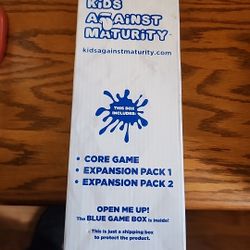 KiDS
AGAiNST
MATURiTY
kidsagainstmaturity.com
THIS BOX
INCLUDES:
• CORE GAME
• EXPANSION PACK 1
• EXPANSION PACK 2
OPEN ME UP!
The BLUE GAME BOX is inside!
This is just a shipping box
to protect the product.